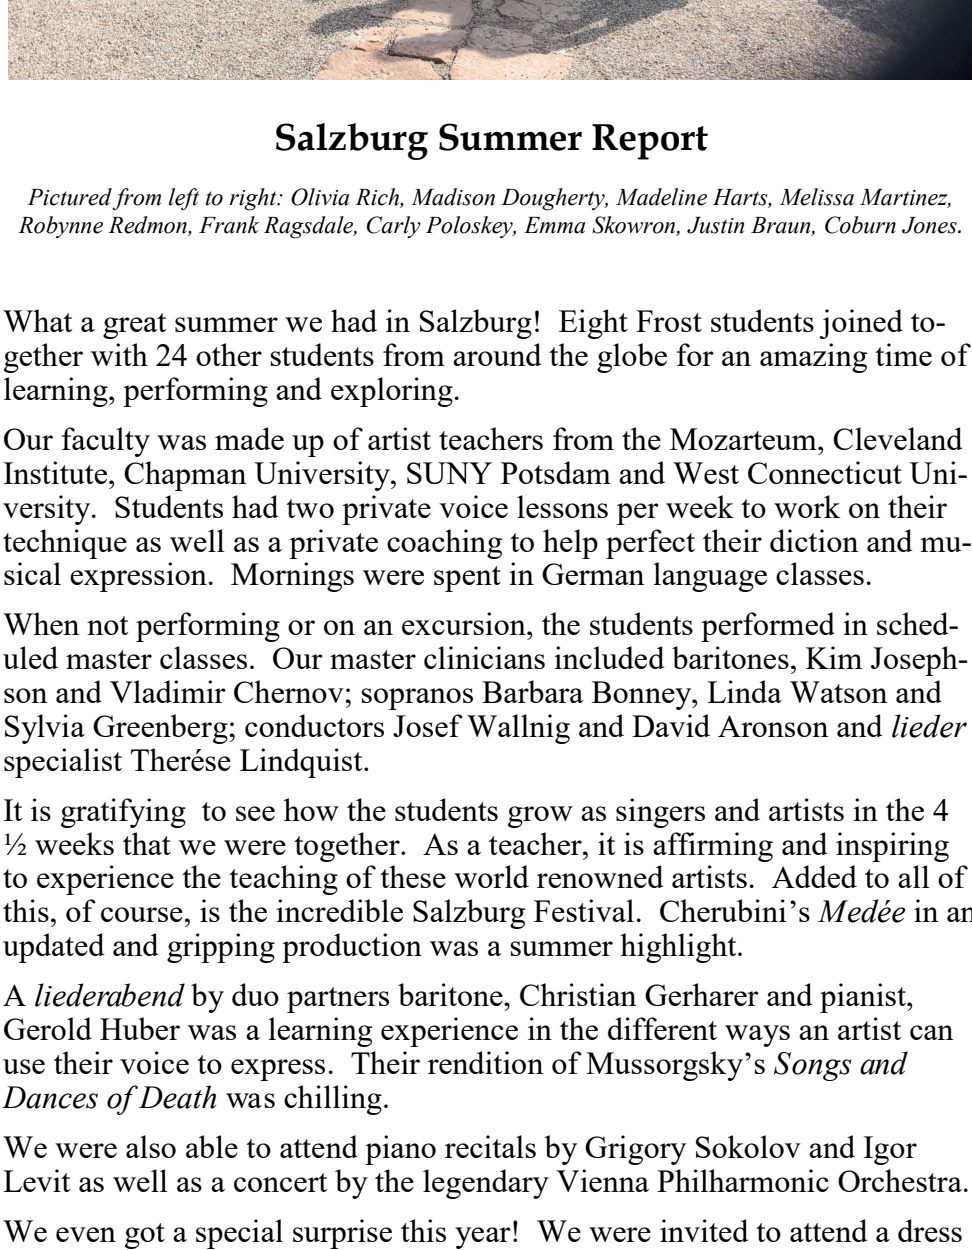 Salzburg Summer Report
Pictured from left to right: Olivia Rich, Madison Dougherty, Madeline Harts, Melissa Martinez,
Robynne Redmon, Frank Ragsdale, Carly Poloskey, Emma Skowron, Justin Braun, Coburn Jones.
What a great summer we had in Salzburg!  Eight Frost students joined to-
gether with 24 other students from around the globe for an amazing time of
learning, performing and exploring.
Our faculty was made up of artist teachers from the Mozarteum, Cleveland
Institute, Chapman University, SUNY Potsdam and West Connecticut Uni-
versity.  Students had two private voice lessons per week to work on their
technique as well as a private coaching to help perfect their diction and mu-
sical expression.  Mornings were spent in German language classes.
When not performing or on an excursion, the students performed in sched-
uled master classes.  Our master clinicians included baritones, Kim Joseph-
son and Vladimir Chernov; sopranos Barbara Bonney, Linda Watson and
Sylvia Greenberg; conductors Josef Wallnig and David Aronson and lieder
specialist Therése Lindquist.
It is gratifying  to see how the students grow as singers and artists in the 4
½ weeks that we were together.  As a teacher, it is affirming and inspiring
to experience the teaching of these world renowned artists.  Added to all of
this, of course, is the incredible Salzburg Festival.  Cherubini’s Medée in an
updated and gripping production was a summer highlight.
A liederabend by duo partners baritone, Christian Gerharer and pianist,
Gerold Huber was a learning experience in the different ways an artist can
use their voice to express.  Their rendition of Mussorgsky’s Songs and
Dances of Death was chilling.
We were also able to attend piano recitals by Grigory Sokolov and Igor
Levit as well as a concert by the legendary Vienna Philharmonic Orchestra.
We even got a special surprise this year!  We were invited to attend a dress